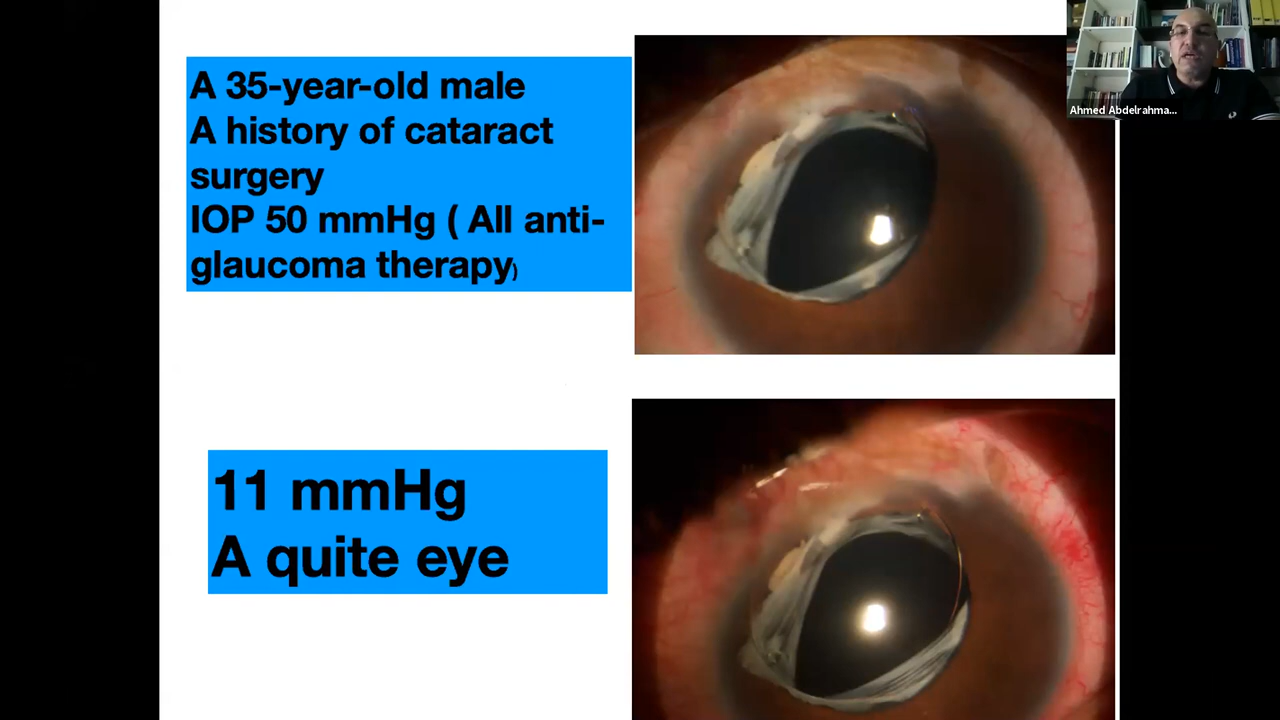 A 35-year-old male
A history of cataract
surgery
IOP 50 mmHg ( All anti-
glaucoma therapy)
Ahmed Abdelrahma...
11 mmHg
A quite eye